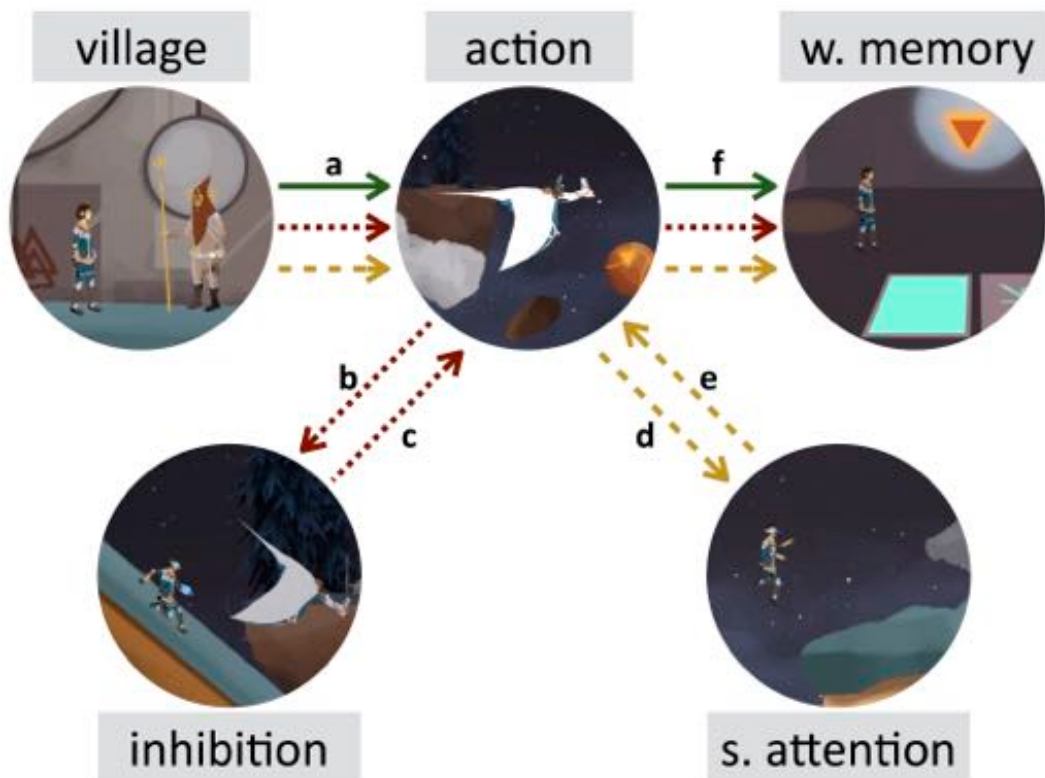 village
action
w. memory
a
f
b
c
e
d
inhibition
s. attention